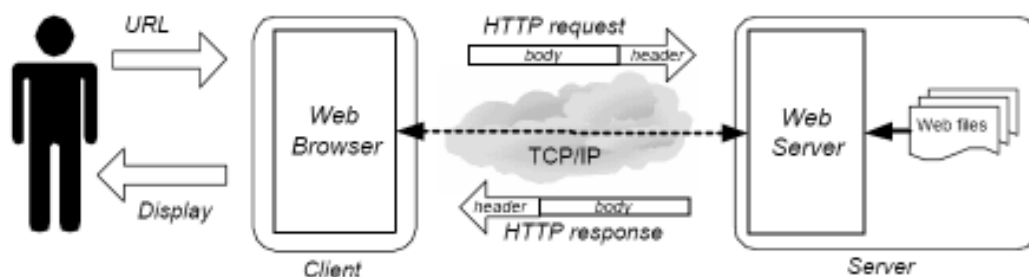 URL
Display
Web
Browser
Client
HTTP request
body
header
TCP/IP
header
body
HTTP response
Web
Server
Web files
Server